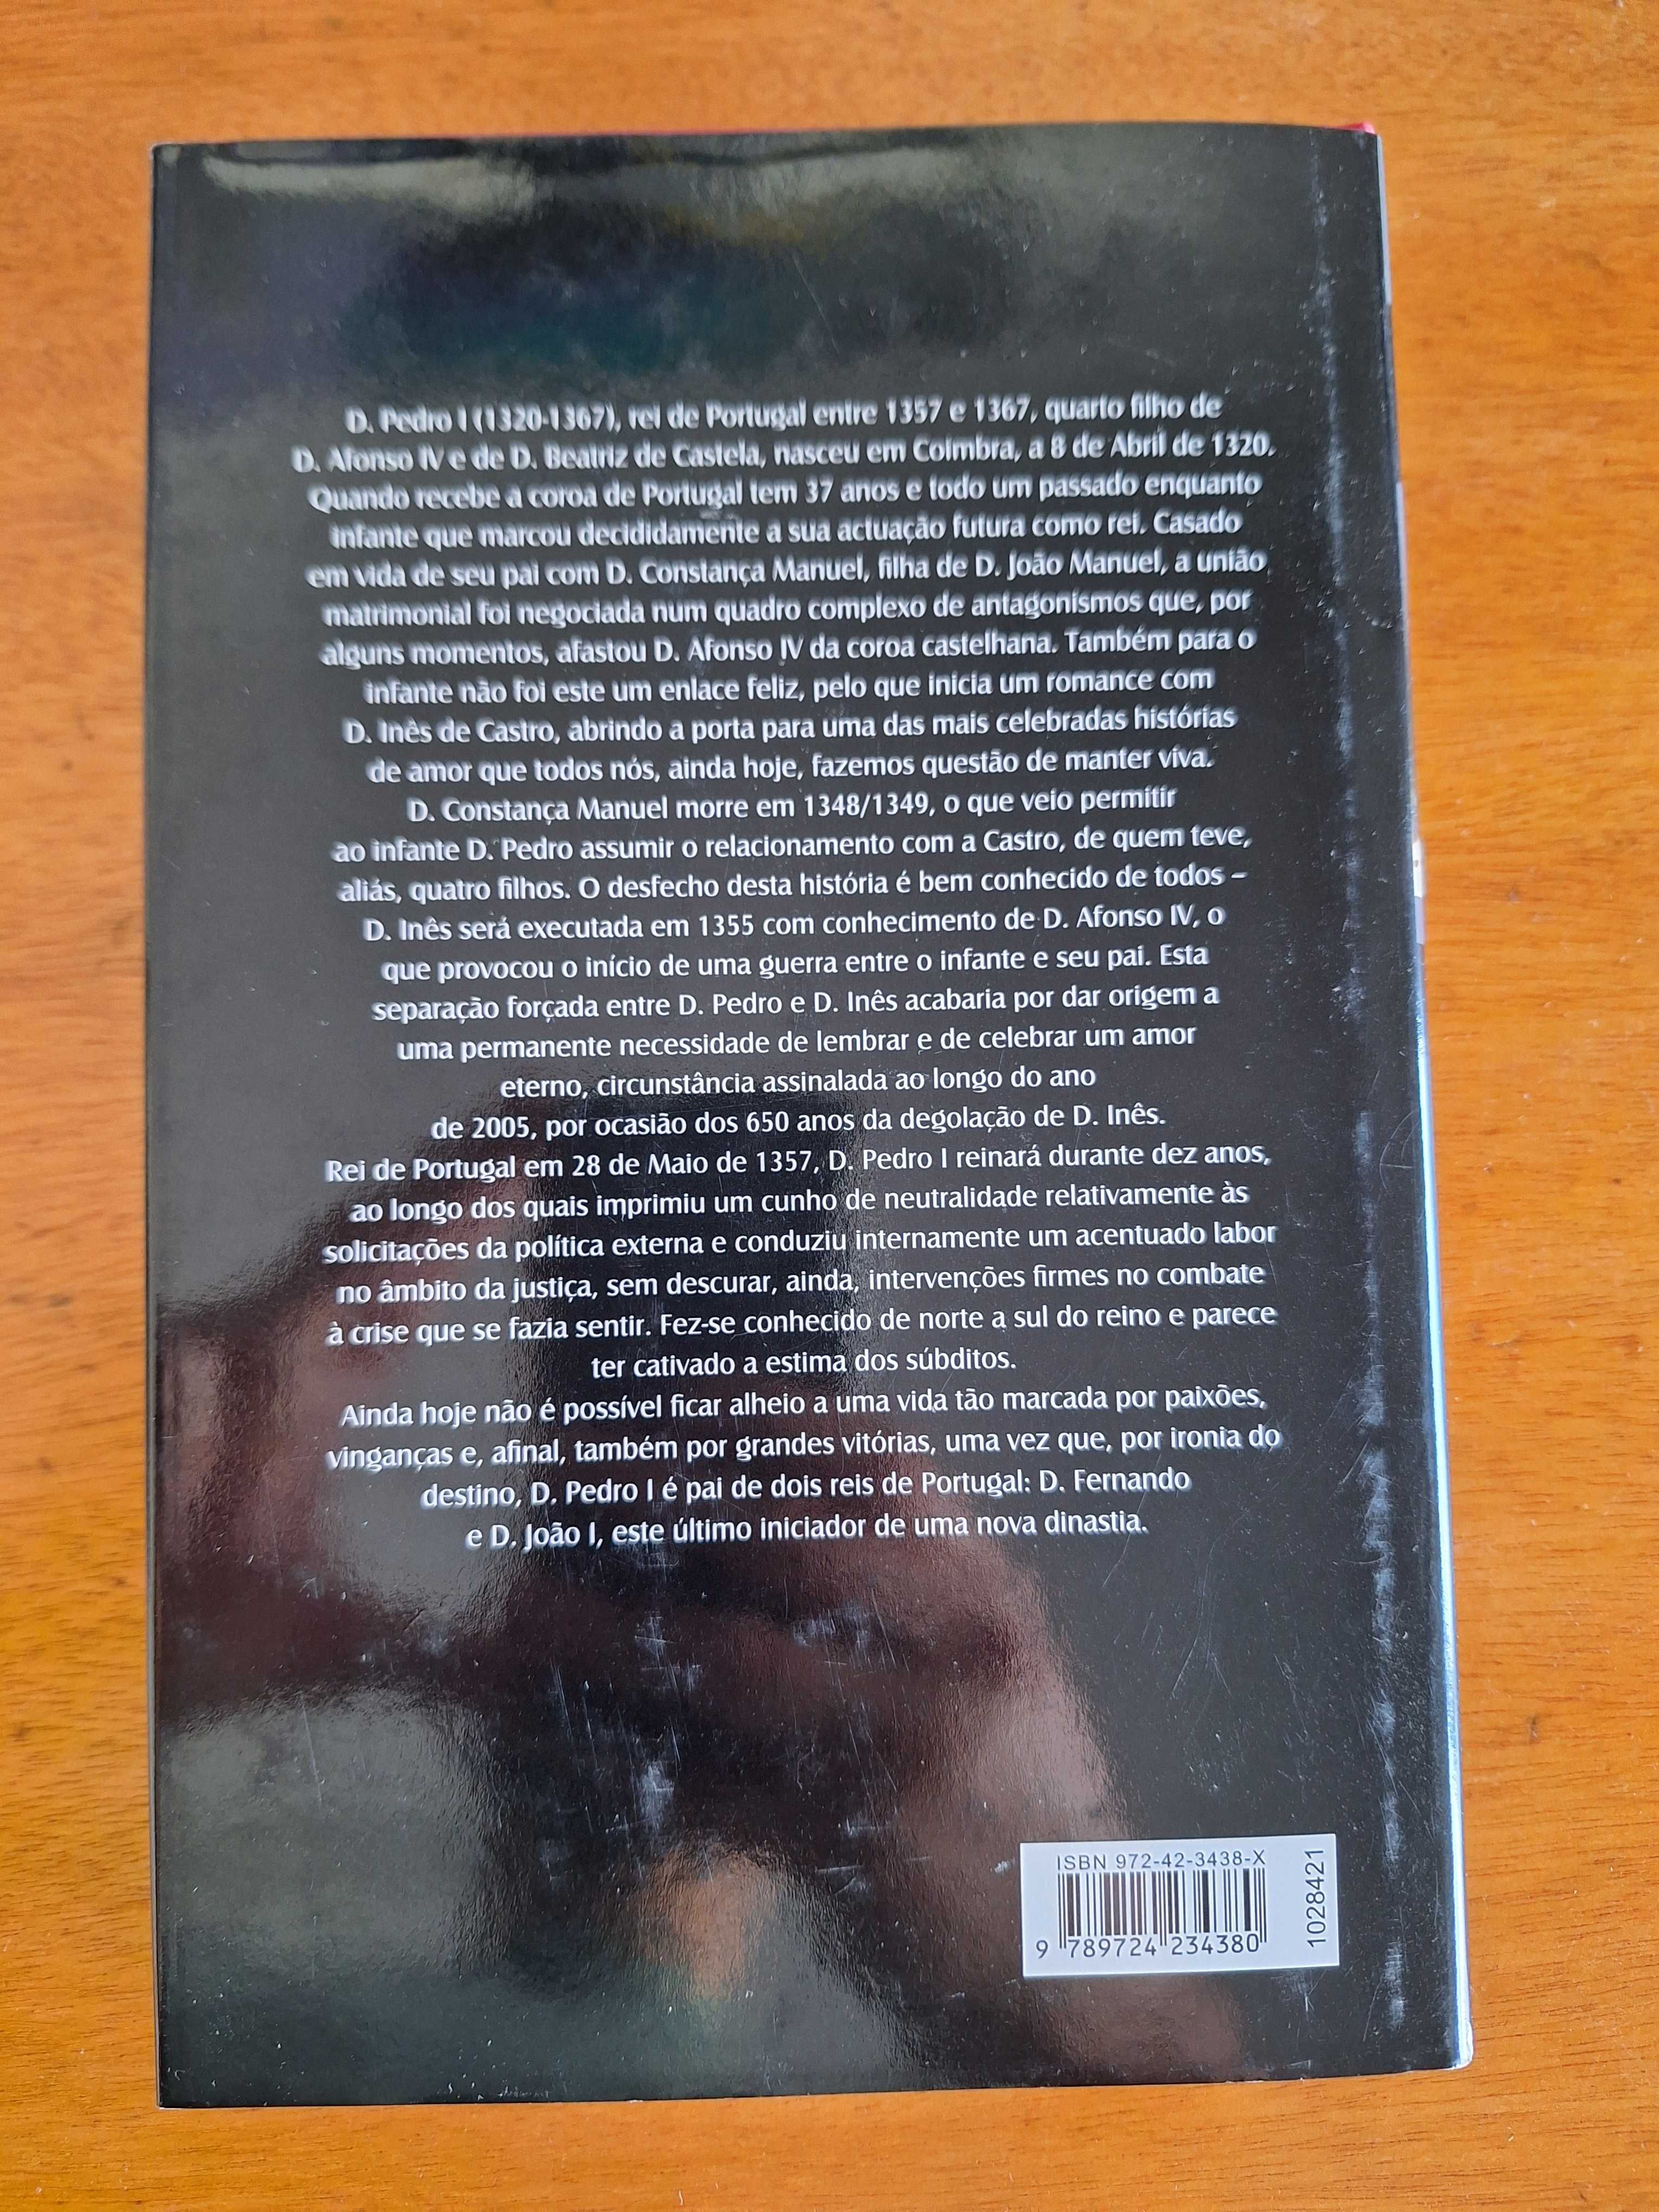 D. Pedro I (1320-1367), rei de Portugal entre 1357 e 1367, quarto filho de
D. Afonso IV e de D. Beatriz de Castela, nasceu em Coimbra, a 8 de Abril de 1320.
Quando recebe a coroa de Portugal tem 37 anos e todo um passado enquanto
infante que marcou decididamente a sua actuação futura como rei. Casado
em vida de seu pai com D. Constança Manuel, filha de D. João Manuel, a união
matrimonial foi negociada num quadro complexo de antagonismos que, por
alguns momentos, afastou D. Afonso IV da coroa castelhana. Também para o
infante não foi este um enlace feliz, pelo que inicia um romance com
D. Inês de Castro, abrindo a porta para uma das mais celebradas histórias
de amor que todos nós, ainda hoje, fazemos questão de manter viva.
D. Constança Manuel morre em 1348/1349, o que veio permitir
ao infante D. Pedro assumir o relacionamento com a Castro, de quem teve,
aliás, quatro filhos. O desfecho desta história é bem conhecido de todos –
D. Inês será executada em 1355 com conhecimento de D. Afonso IV, o
que provocou o início de uma guerra entre o infante e seu pai. Esta
separação forçada entre D. Pedro e D. Inês acabaria por dar origem a
uma permanente necessidade de lembrar e de celebrar um amor
eterno, circunstância assinalada ao longo do ano
de 2005, por ocasião dos 650 anos da degolação de D. Inês.
Rei de Portugal em 28 de Maio de 1357, D. Pedro I reinará durante dez anos,
ao longo dos quais imprimiu um cunho de neutralidade relativamente às
solicitações da política externa e conduziu internamente um acentuado labor
no âmbito da justiça, sem descurar, ainda, intervenções firmes no combate
à crise que se fazia sentir. Fez-se conhecido de norte a sul do reino e parece
ter cativado a estima dos súbditos.
Ainda hoje não é possível ficar alheio a uma vida tão marcada por paixões,
vinganças e, afinal, também por grandes vitórias, uma vez que, por ironia do
destino, D. Pedro I é pai de dois reis de Portugal: D. Fernando
e D. João I, este último iniciador de uma nova dinastia.
ISBN 972-42-3438-X
9 789724 234380
1028421